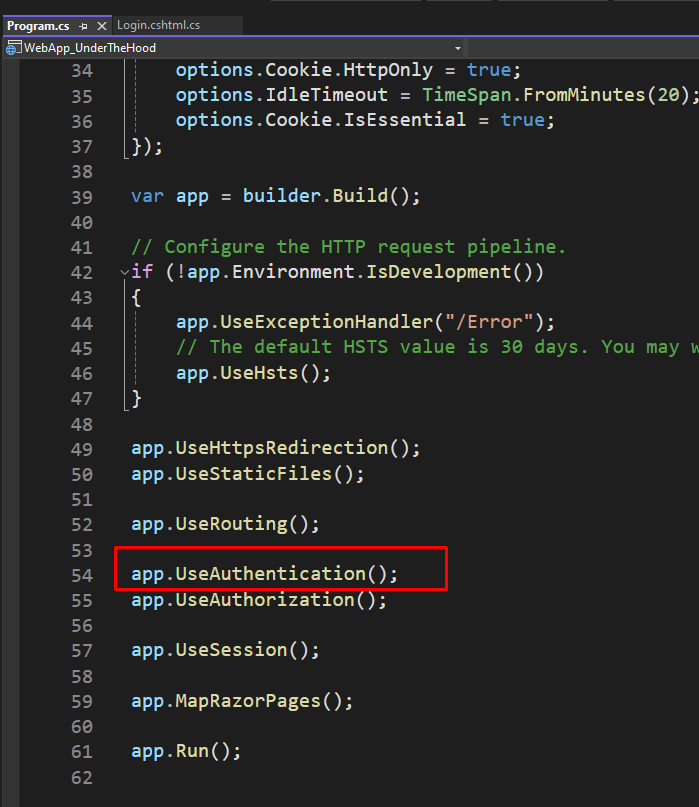 Program.cs Login.cshtml.cs
WebApp_UnderTheHood
34 options.Cookie.HttpOnly = true;
35 options.IdleTimeout = TimeSpan.FromMinutes(20);
36 options.Cookie.IsEssential = true;
37 });
38
39 var app = builder.Build();
40
41 // Configure the HTTP request pipeline.
42 if (!app.Environment.IsDevelopment())
43 {
44 app.UseExceptionHandler("/Error");
45 // The default HSTS value is 30 days. You may w
46 app.UseHsts();
47 }
48
49 app.UseHttpsRedirection();
50 app.UseStaticFiles();
51
52 app.UseRouting();
53
54 app.UseAuthentication();
55 app.UseAuthorization();
56
57 app.UseSession();
58
59 app.MapRazorPages();
60
61 app.Run();
62